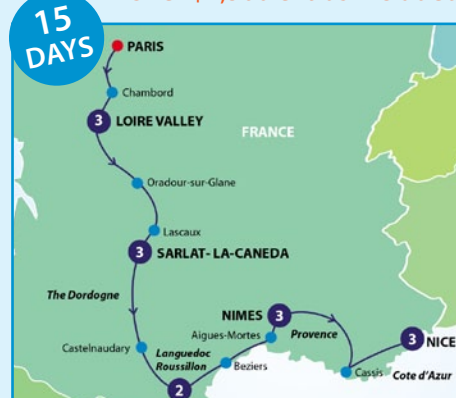 15
DAYS
PARIS
Chambord
3
LOIRE VALLEY
FRANCE
Oradour-sur-Glane
Lascaux
3
SARLAT-LA-CANEDA
The Dordogne
NIMES
3
Aigues-Mortes
Provence
3
NICE
Castelnaudary
Languedoc
Roussillon
Beziers
Cassis
Cote d'Azur
2